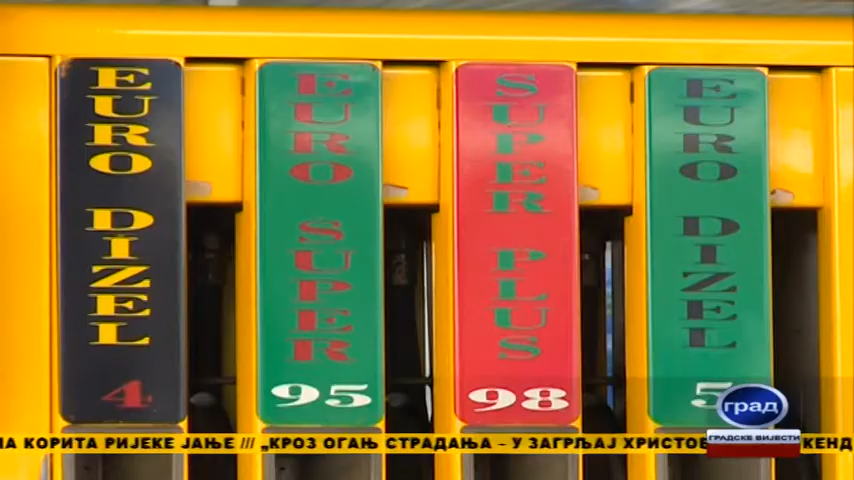 EURO DIZEL 4
EURO SUPER 95
SUPER PLUS 98
EURO DIZEL 5
град
ГРАДСКЕ ВИЈЕСТИ
НА КОРИТА РИЈЕКЕ ЈАЊЕ /// „КРОЗ ОГАЊ СТРАДАЊА - У ЗАГРЉАЈ ХРИСТОВ